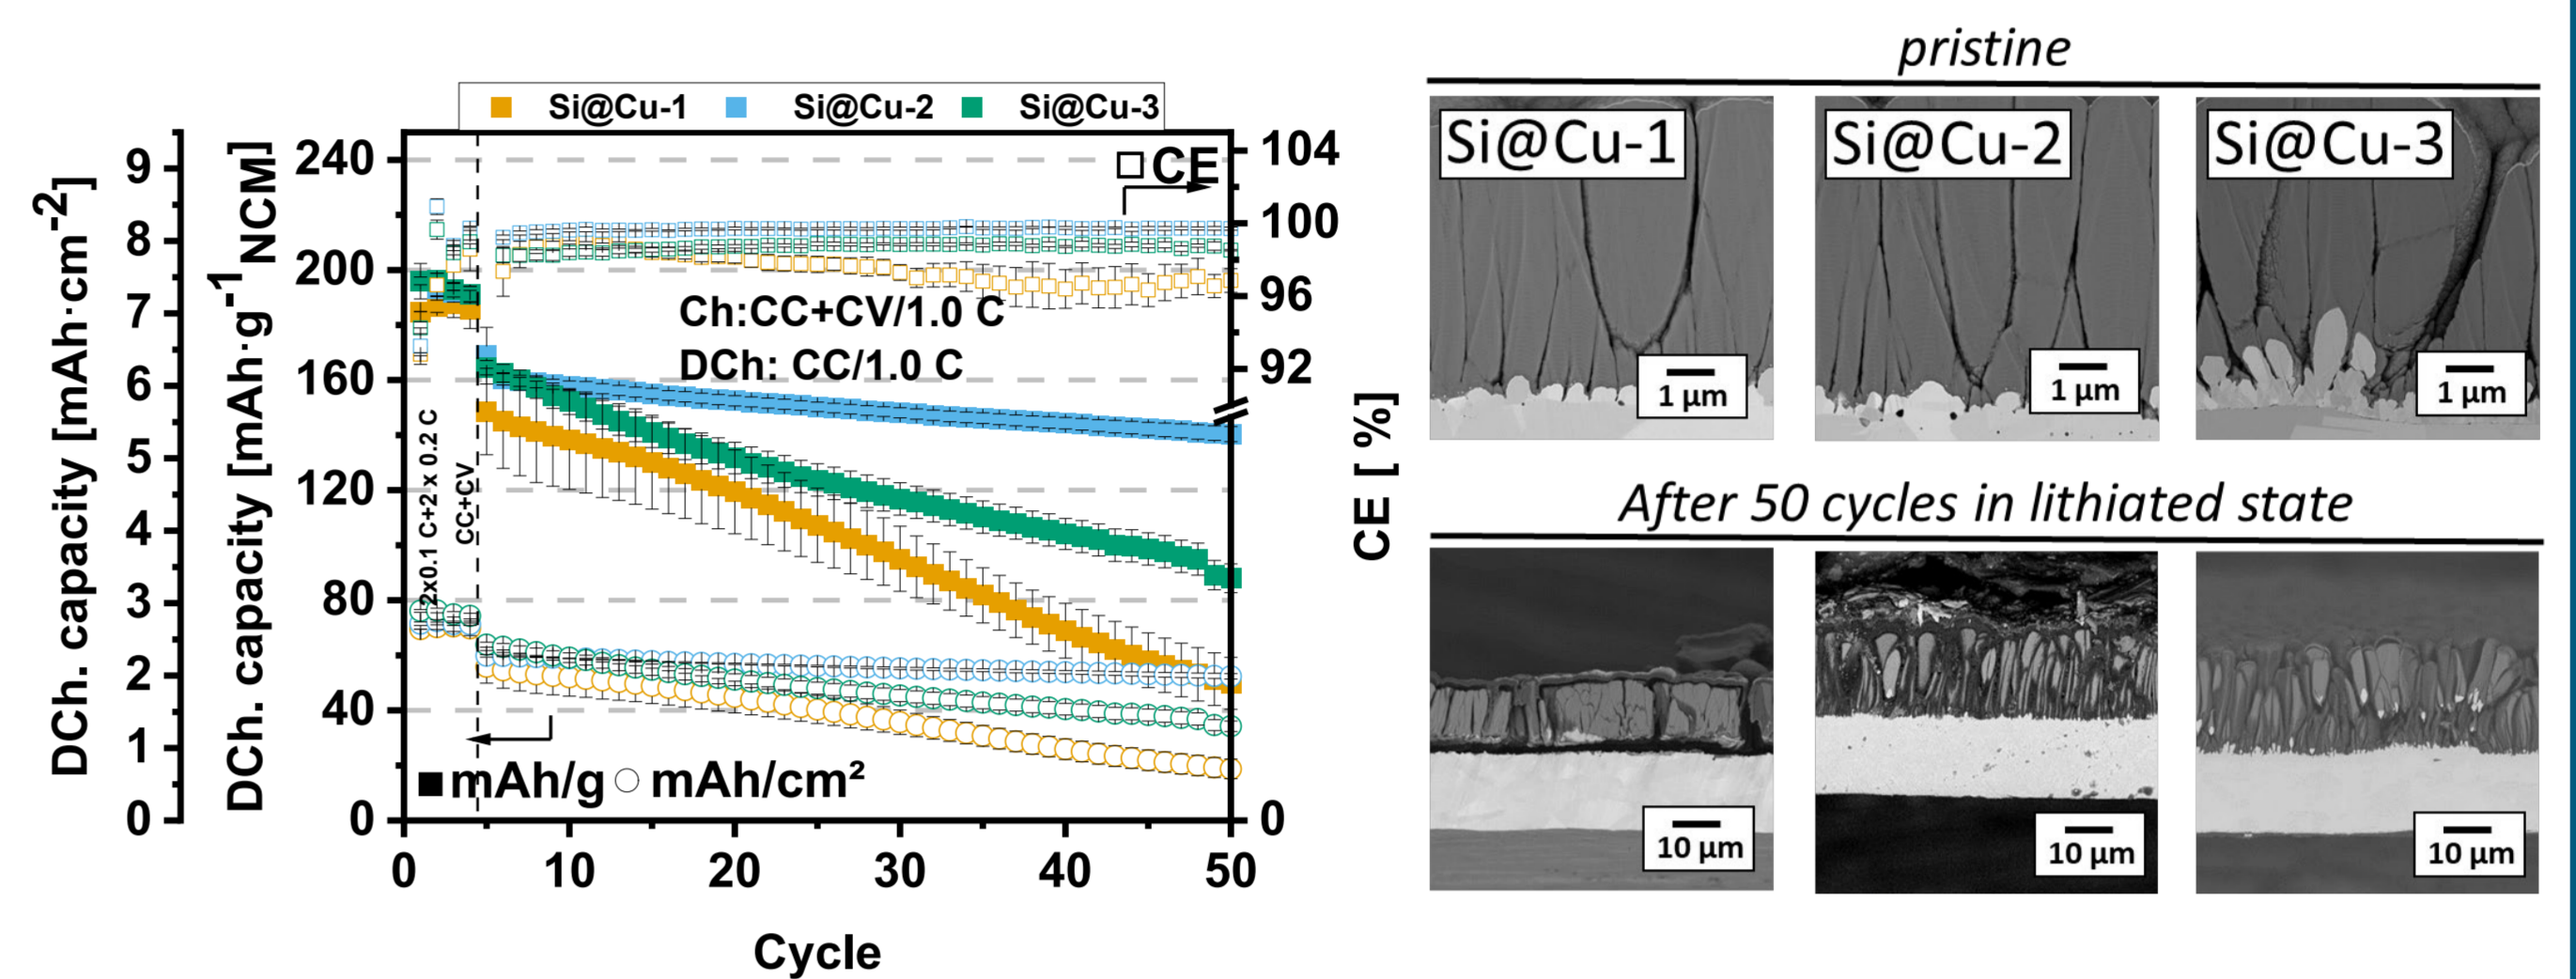 Si@Cu-1 Si@Cu-2 Si@Cu-3
DCh. capacity [mAh·cm⁻²]
9
8
7
6
5
4
3
2
1
0
DCh. capacity [mAh·g⁻¹NCM]
240
200
160
120
80
40
0
CE
Ch:CC+CV/1.0 C
DCh: CC/1.0 C
2x0.1 C+2 x 0.2 C
CC+CV
mAh/g mAh/cm²
104
100
96
92
0
CE [ %]
0 10 20 30 40 50
Cycle
pristine
Si@Cu-1
1 µm
Si@Cu-2
1 µm
Si@Cu-3
1 µm
After 50 cycles in lithiated state
10 µm
10 µm
10 µm